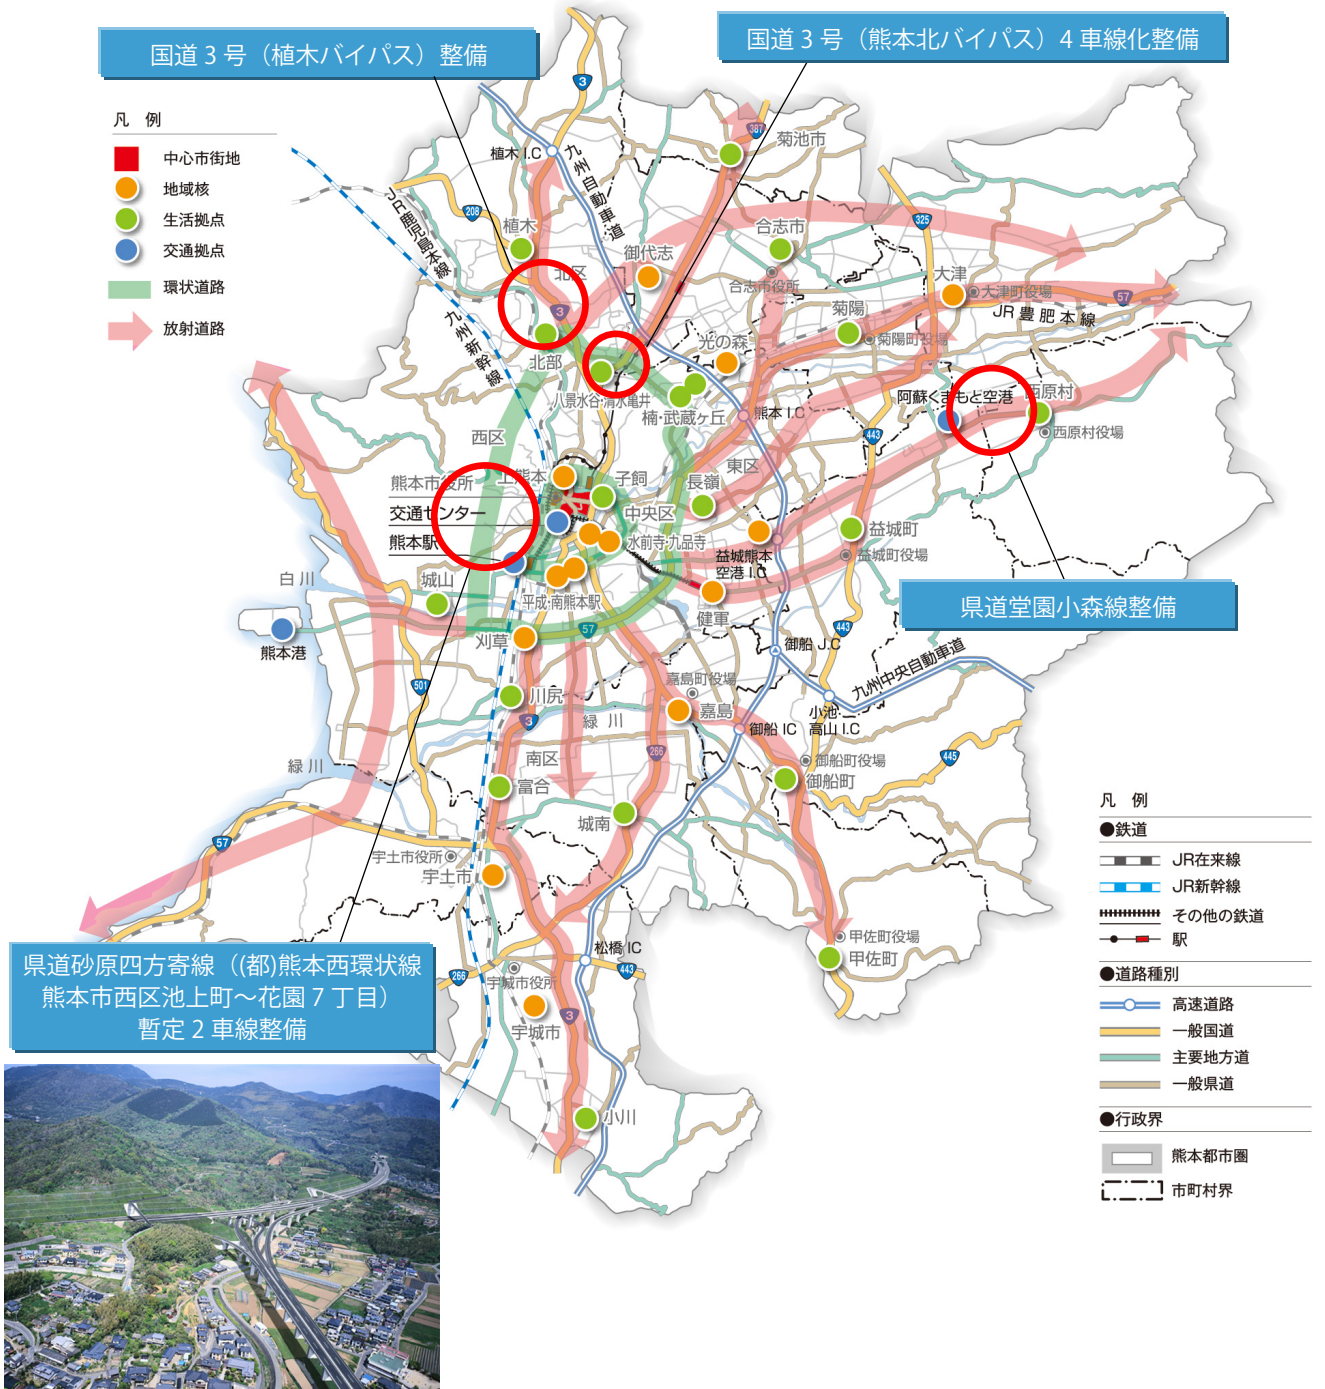 国道３号（植木バイパス）整備
国道３号（熊本北バイパス）４車線化整備
凡　例
中心市街地
地域核
生活拠点
交通拠点
環状道路
放射道路
3
387
菊池市
植木 I.C
九州自動車道
JR鹿児島本線
208
植木
325
合志市
御代志
北区
合志市役所
大津
大津町役場
57
3
JR豊肥本線
九州新幹線
菊陽
菊陽町役場
北部
光の森
八景水谷・清水亀井
楠・武蔵ヶ丘
熊本 I.C
阿蘇くまもと空港
西原村
西原村役場
西区
443
東区
上熊本
子飼
長嶺
熊本市役所
交通センター
中央区
熊本駅
水前寺・九品寺
益城町
益城町役場
益城熊本
空港 I.C
白川
城山
平成・南熊本駅
健軍
県道堂園小森線整備
熊本港
刈草
57
443
御船 J.C
九州中央自動車道
501
嘉島町役場
川尻
嘉島
小池
高山 I.C
3
緑川
御船 IC
南区
266
445
緑川
御船町役場
御船町
富合
城南
57
宇土市役所
宇土市
凡　例
●鉄道
JR在来線
JR新幹線
その他の鉄道
駅
●道路種別
高速道路
一般国道
主要地方道
一般県道
●行政界
熊本都市圏
市町村界
甲佐町役場
甲佐町
松橋 IC
443
266
宇城市役所
宇城市
3
小川
県道砂原四方寄線（(都)熊本西環状線
熊本市西区池上町～花園７丁目）
暫定２車線整備